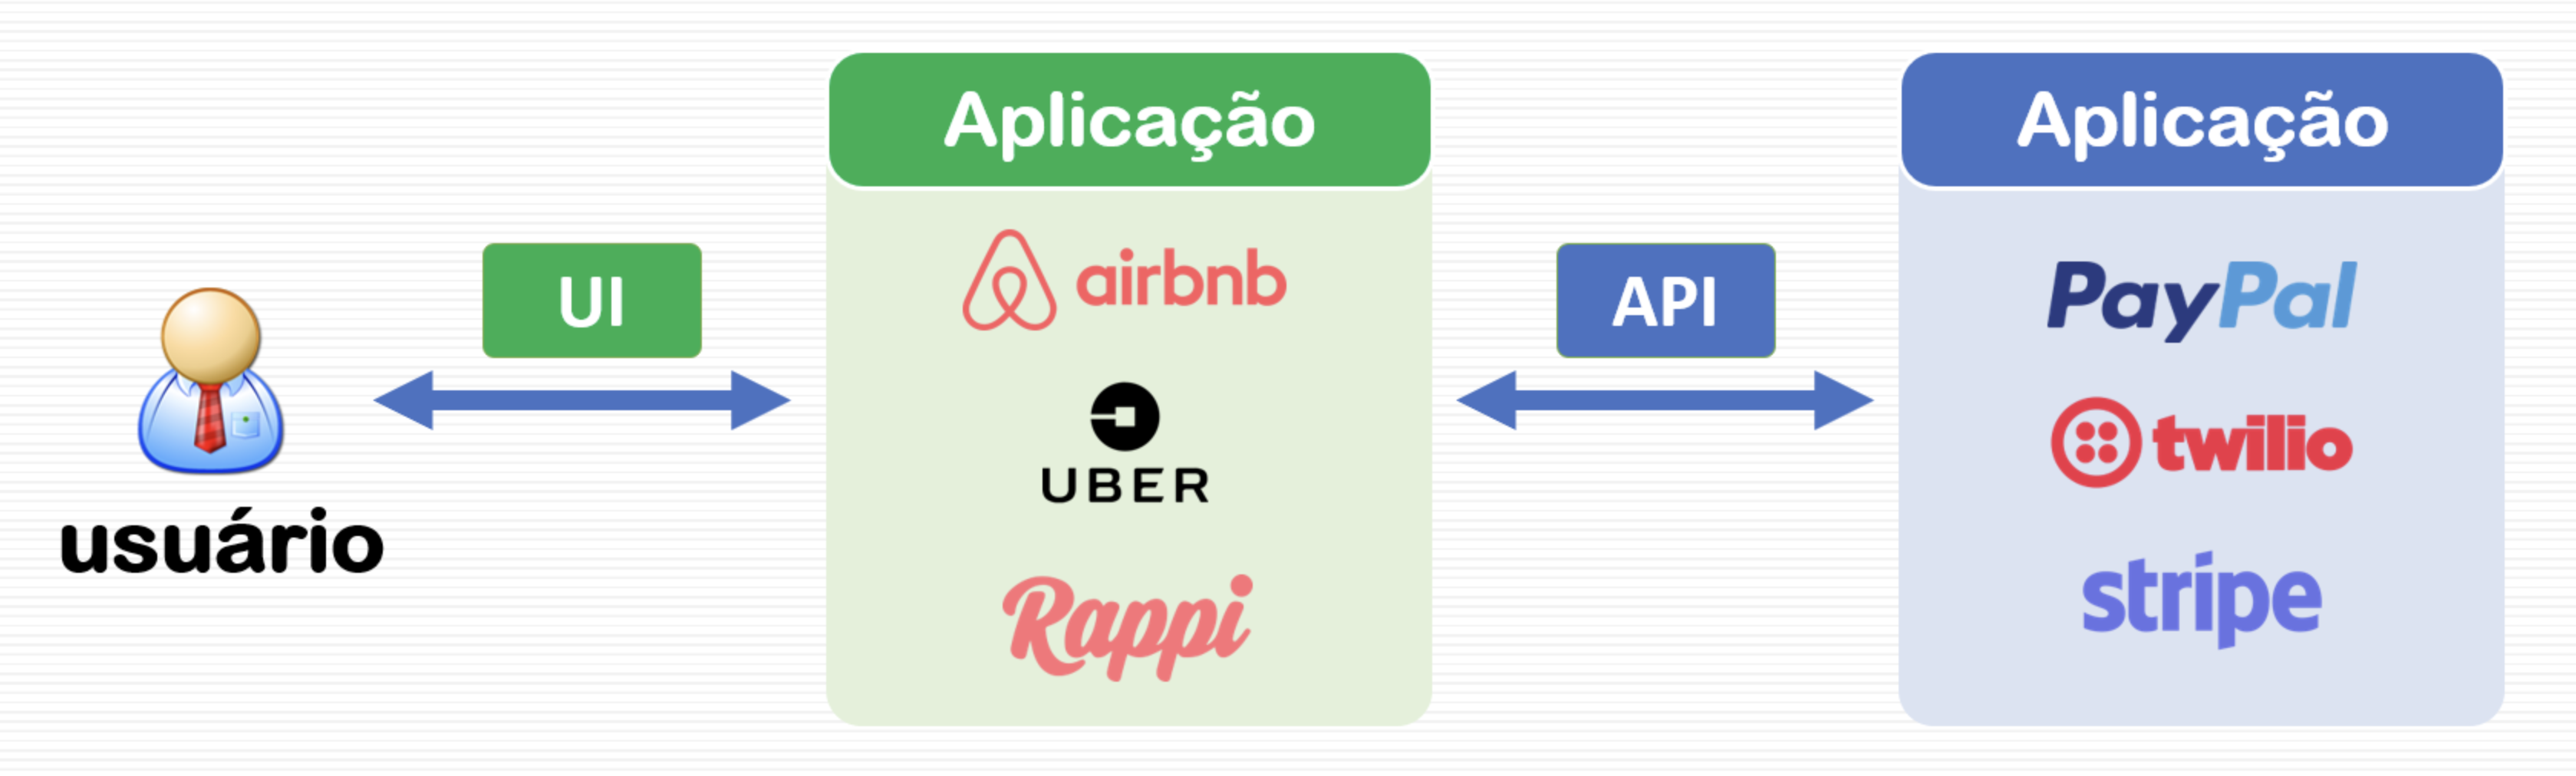 usuário
UI
Aplicação
airbnb
UBER
Rappi
API
Aplicação
PayPal
twilio
stripe